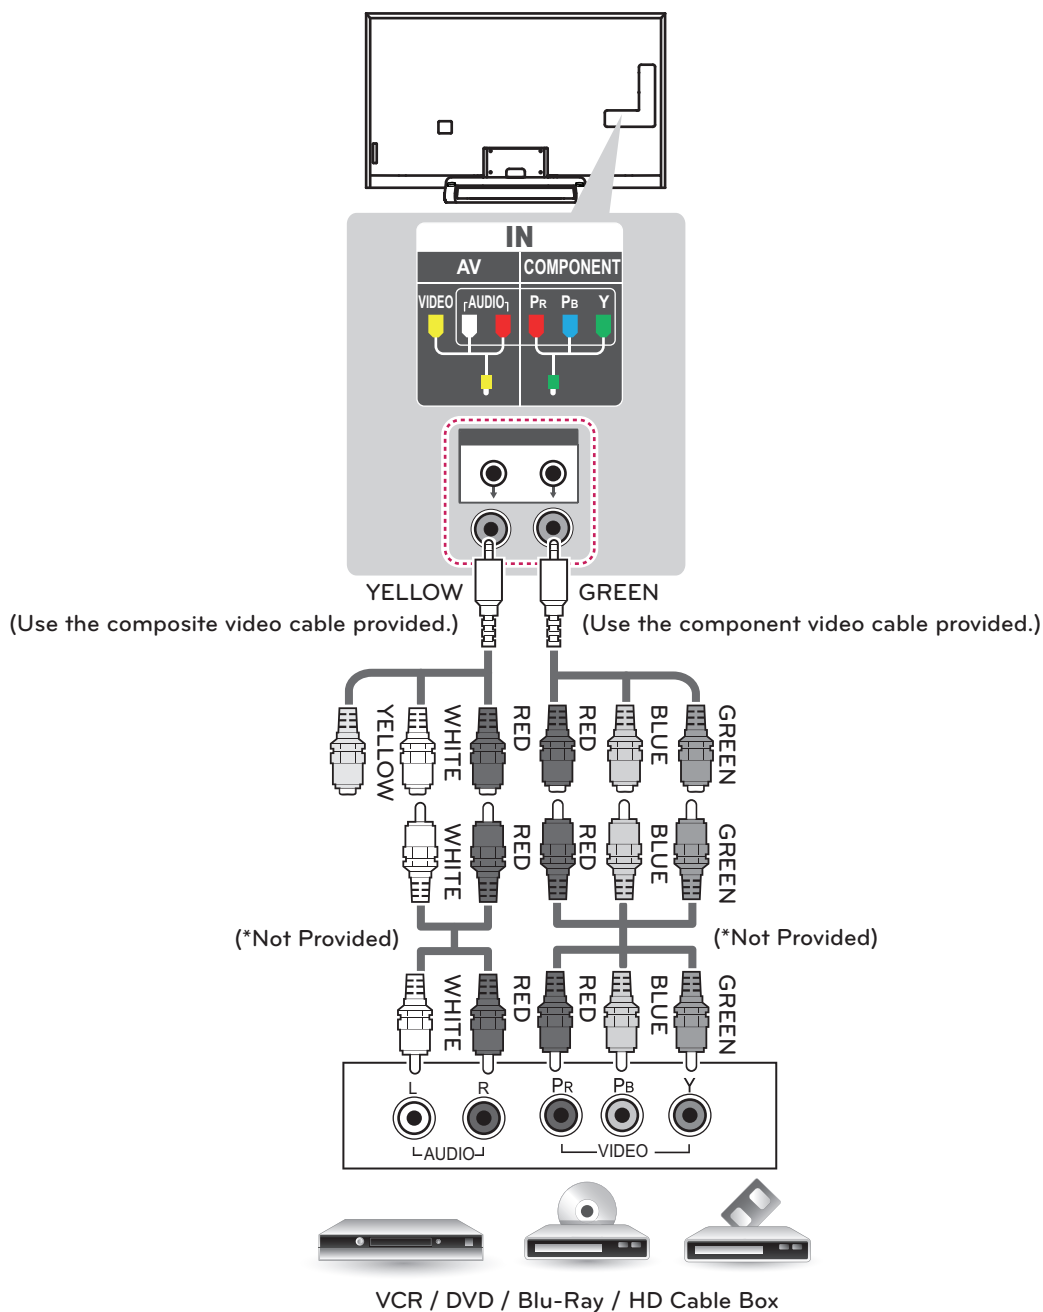 IN
AV COMPONENT
VIDEO AUDIO PR PB Y
YELLOW GREEN
(Use the composite video cable provided.) (Use the component video cable provided.)
YELLOW WHITE RED RED BLUE GREEN
WHITE RED RED BLUE GREEN
(*Not Provided) (*Not Provided)
WHITE RED RED BLUE GREEN
L R PR PB Y
AUDIO VIDEO
VCR / DVD / Blu-Ray / HD Cable Box